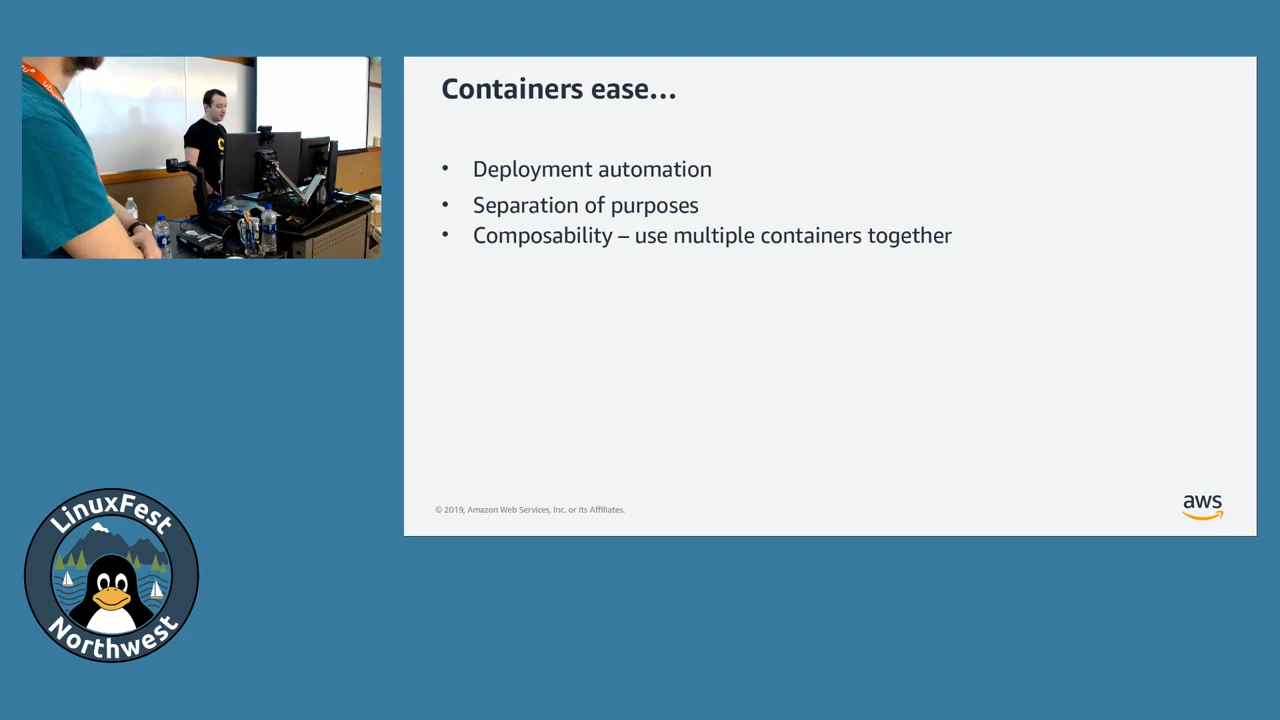 Containers ease…
• Deployment automation
• Separation of purposes
• Composability – use multiple containers together
© 2019, Amazon Web Services, Inc. or its Affiliates.
aws
LinuxFest
Northwest